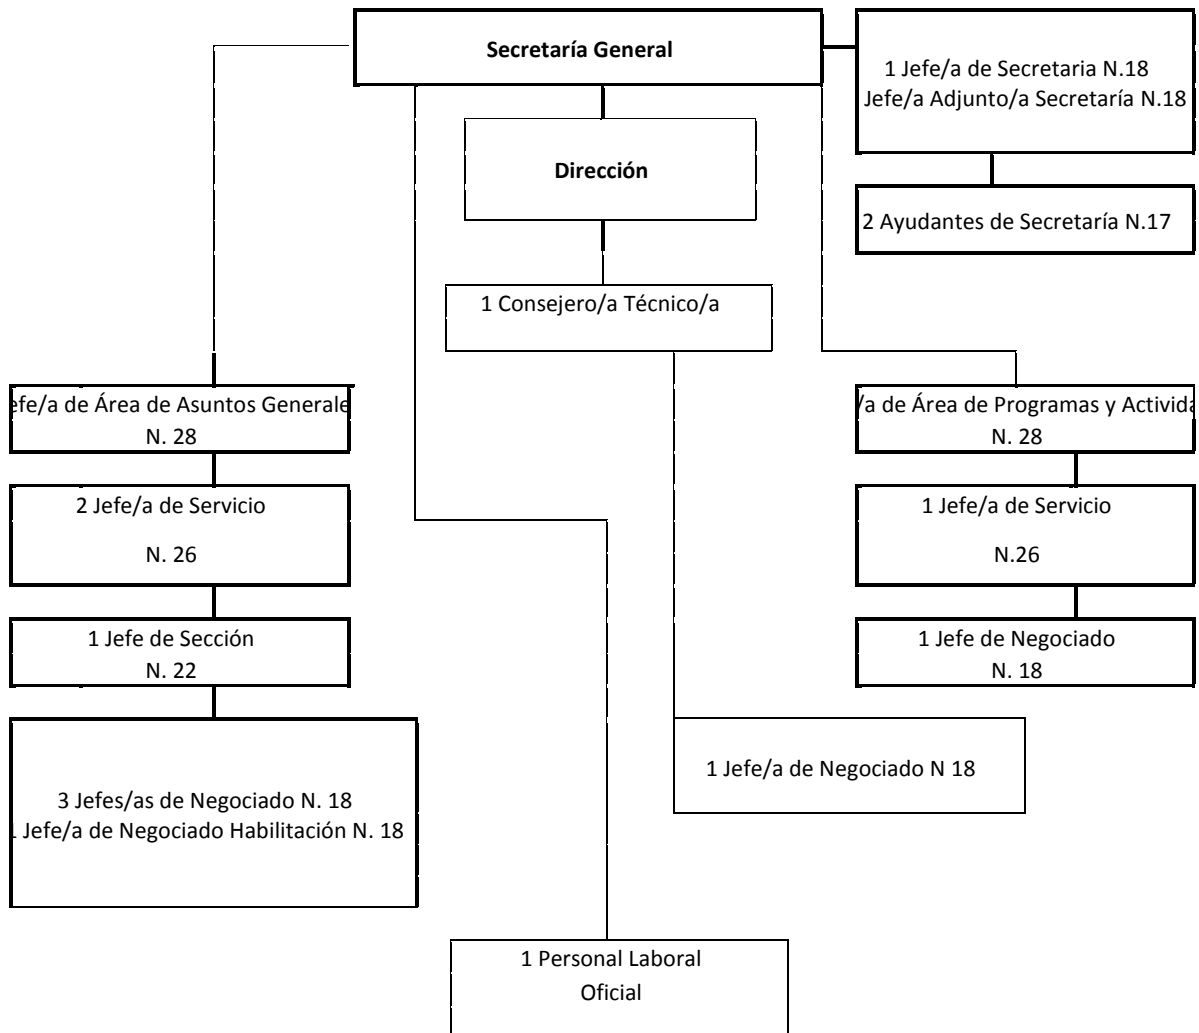 Secretaría General
1 Jefe/a de Secretaria N.18
Jefe/a Adjunto/a Secretaría N.18
Dirección
2 Ayudantes de Secretaría N.17
1 Consejero/a Técnico/a
efe/a de Área de Asuntos Generale
N. 28
/a de Área de Programas y Activida
N. 28
2 Jefe/a de Servicio
N. 26
1 Jefe/a de Servicio
N.26
1 Jefe de Sección
N. 22
1 Jefe de Negociado
N. 18
1 Jefe/a de Negociado N 18
3 Jefes/as de Negociado N. 18
1 Jefe/a de Negociado Habilitación N. 18
1 Personal Laboral
Oficial